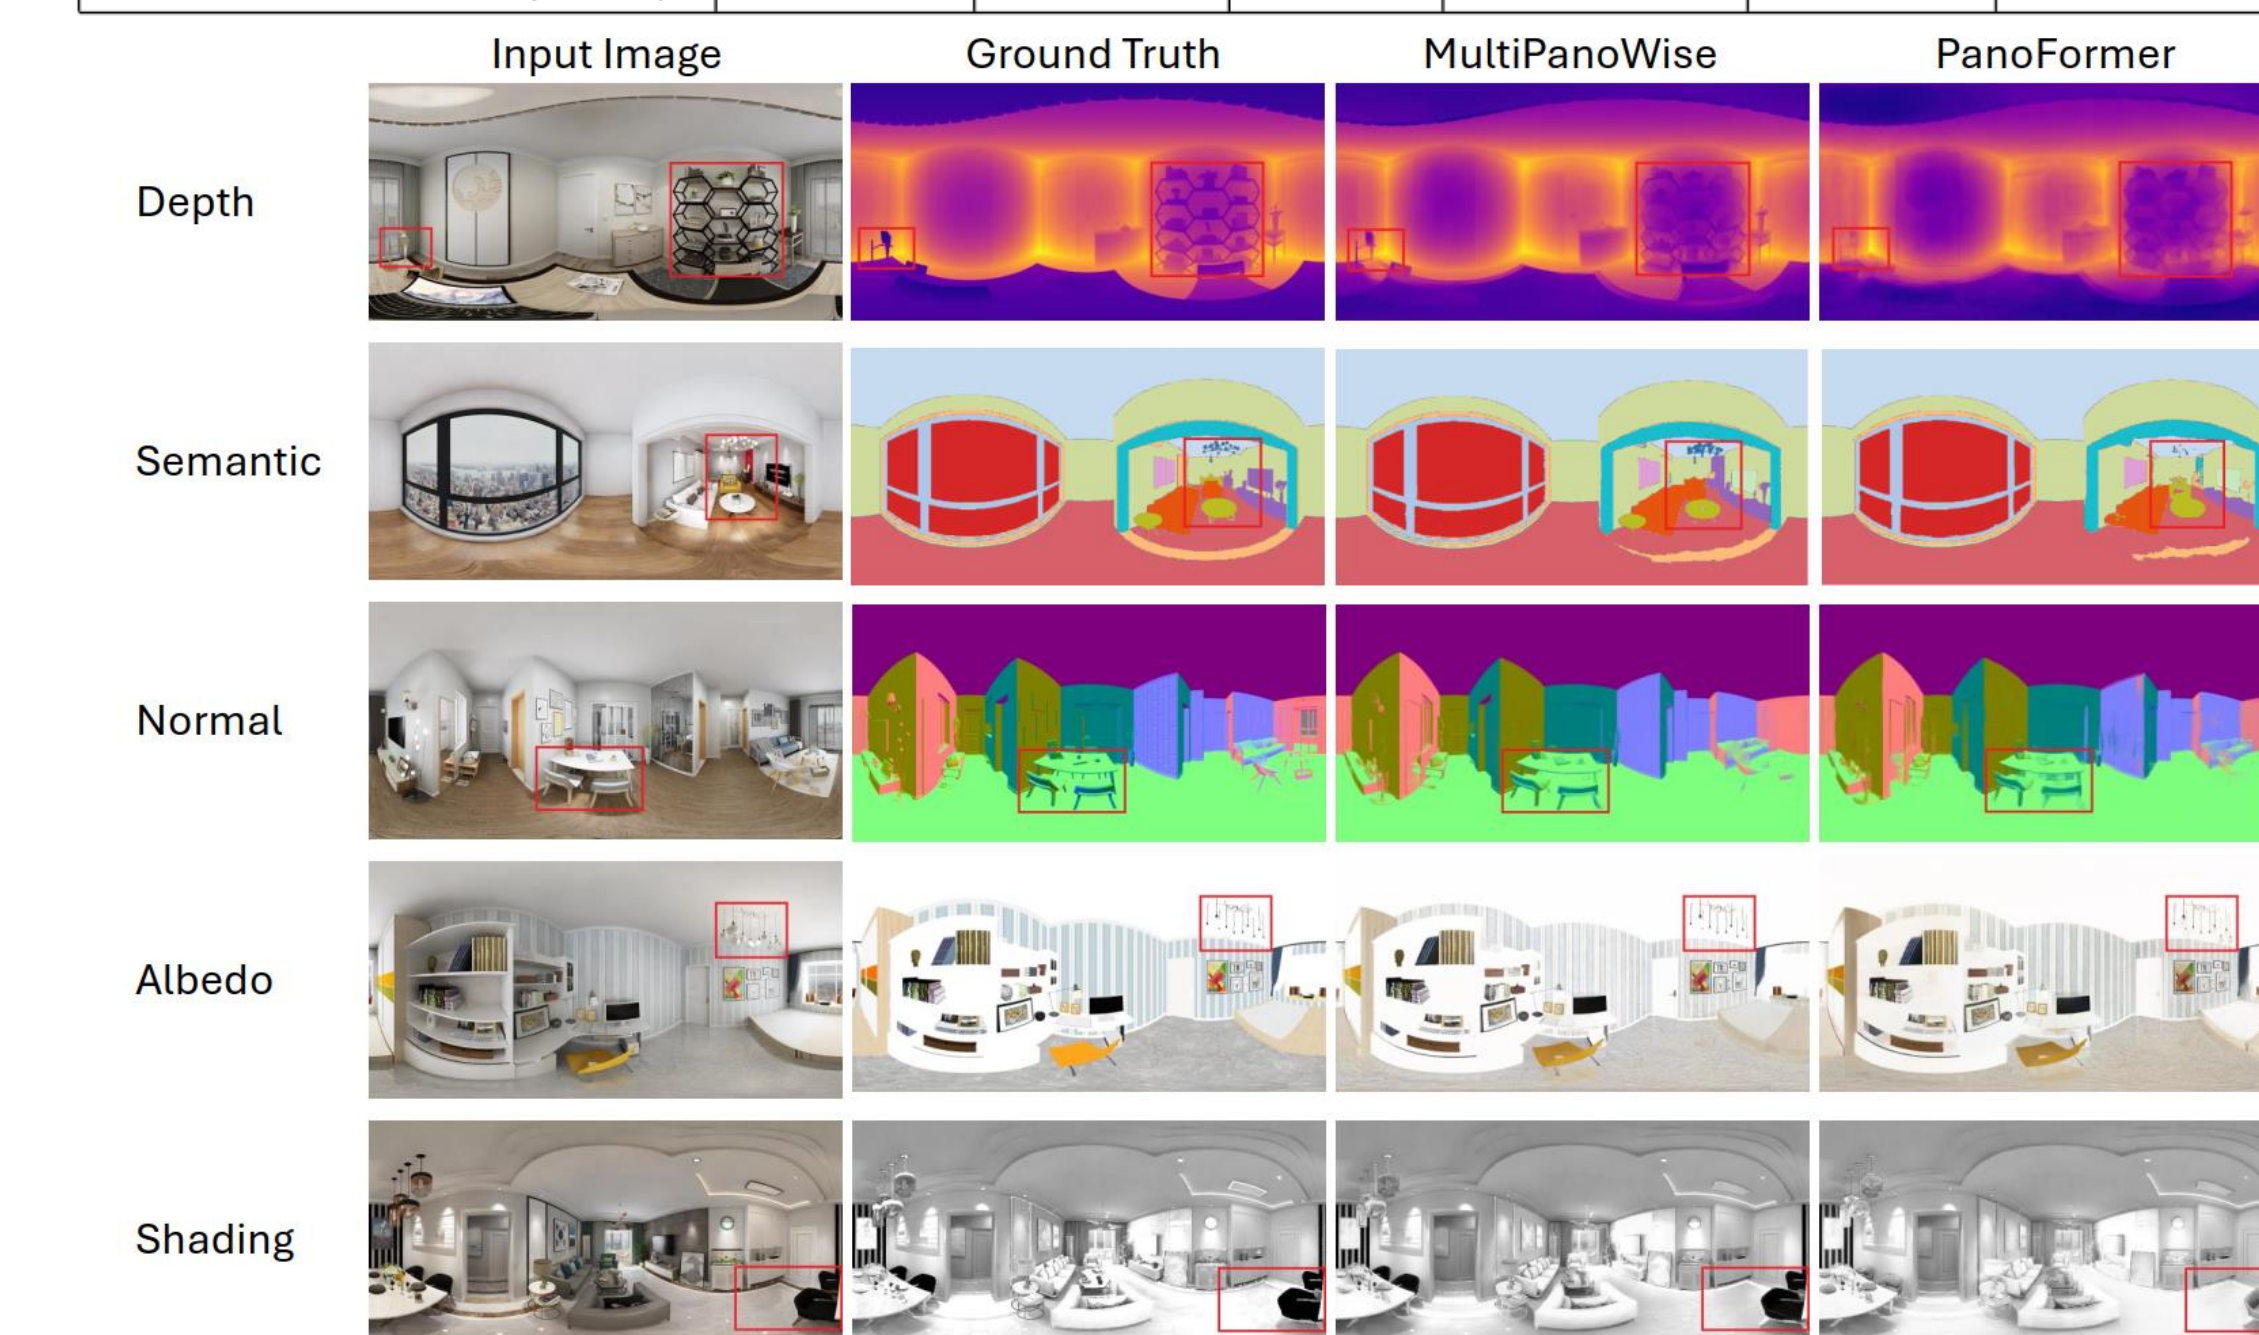 Input Image Ground Truth MultiPanoWise PanoFormer
Depth
Semantic
Normal
Albedo
Shading